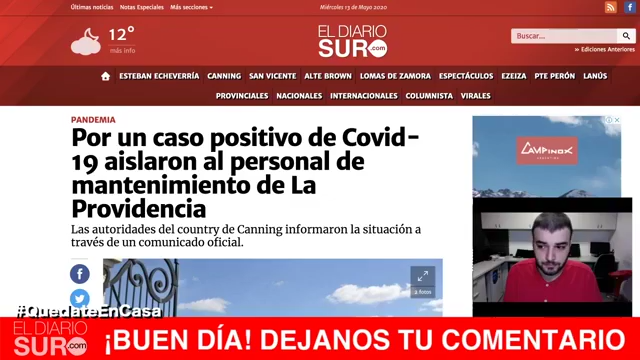 Últimas noticias Notas Especiales Más secciones
Miércoles 13 de Mayo 2020
12°
más info
EL DIARIO
SUR.com
Buscar...
» Ediciones Anteriores
ESTEBAN ECHEVERRÍA CANNING SAN VICENTE ALTE BROWN LOMAS DE ZAMORA ESPECTÁCULOS EZEIZA PTE PERÓN LANÚS
PROVINCIALES NACIONALES INTERNACIONALES COLUMNISTA VIRALES
PANDEMIA
Por un caso positivo de Covid-
19 aislaron al personal de
mantenimiento de La
Providencia
Las autoridades del country de Canning informaron la situación a
través de un comunicado oficial.
LAMPINOX
2 fotos
#QuedateEnCasa
EL DIARIO
SUR.com
¡BUEN DÍA! DEJANOS TU COMENTARIO